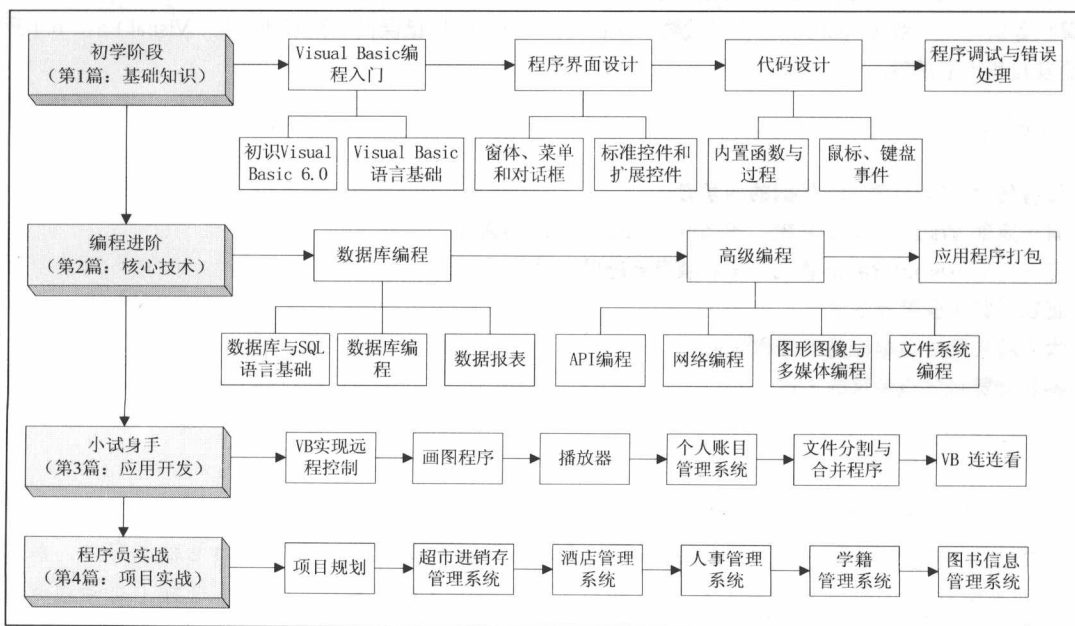 初学阶段
（第1篇：基础知识）
Visual Basic编
程入门
程序界面设计
代码设计
程序调试与错误
处理
初识Visual
Basic 6.0
Visual Basic
语言基础
窗体、菜单
和对话框
标准控件和
扩展控件
内置函数与
过程
鼠标、键盘
事件
编程进阶
（第2篇：核心技术）
数据库编程
高级编程
应用程序打包
数据库与SQL
语言基础
数据库编
程
数据报表
API编程
网络编程
图形图像与
多媒体编程
文件系统
编程
小试身手
（第3篇：应用开发）
VB实现远
程控制
画图程序
播放器
个人账目
管理系统
文件分割与
合并程序
VB 连连看
程序员实战
（第4篇：项目实战）
项目规划
超市进销存
管理系统
酒店管理
系统
人事管理
系统
学籍
管理系统
图书信息
管理系统